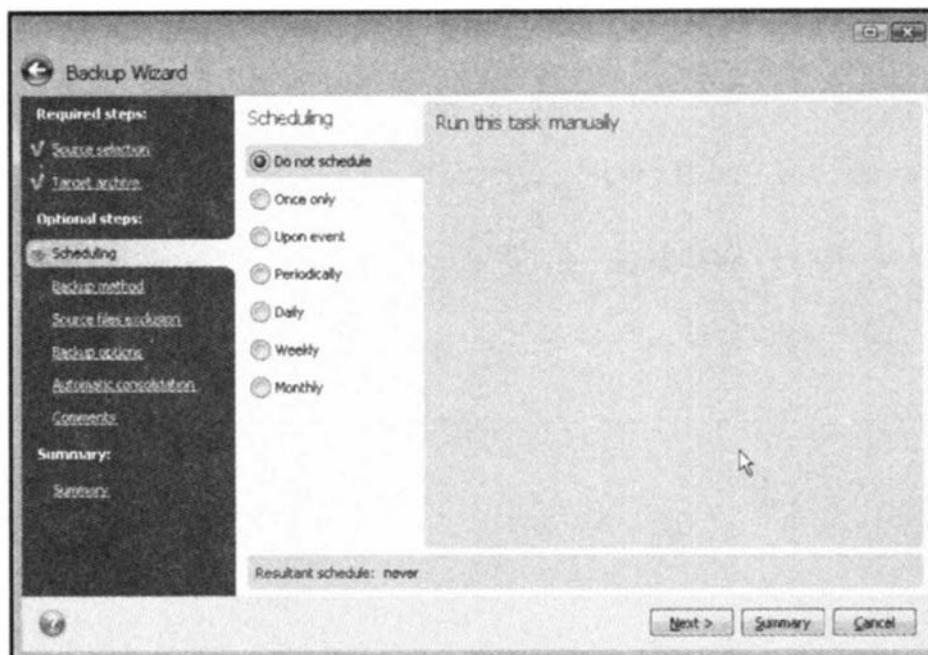 Backup Wizard
Required steps:
Source selection
Target archive
Optional steps:
Scheduling
Backup method
Source files exclusion
Backup options
Automatic consolidation
Comments
Summary:
Summary
Scheduling
Do not schedule
Once only
Upon event
Periodically
Daily
Weekly
Monthly
Run this task manually
Resultant schedule: never
Next >
Summary
Cancel